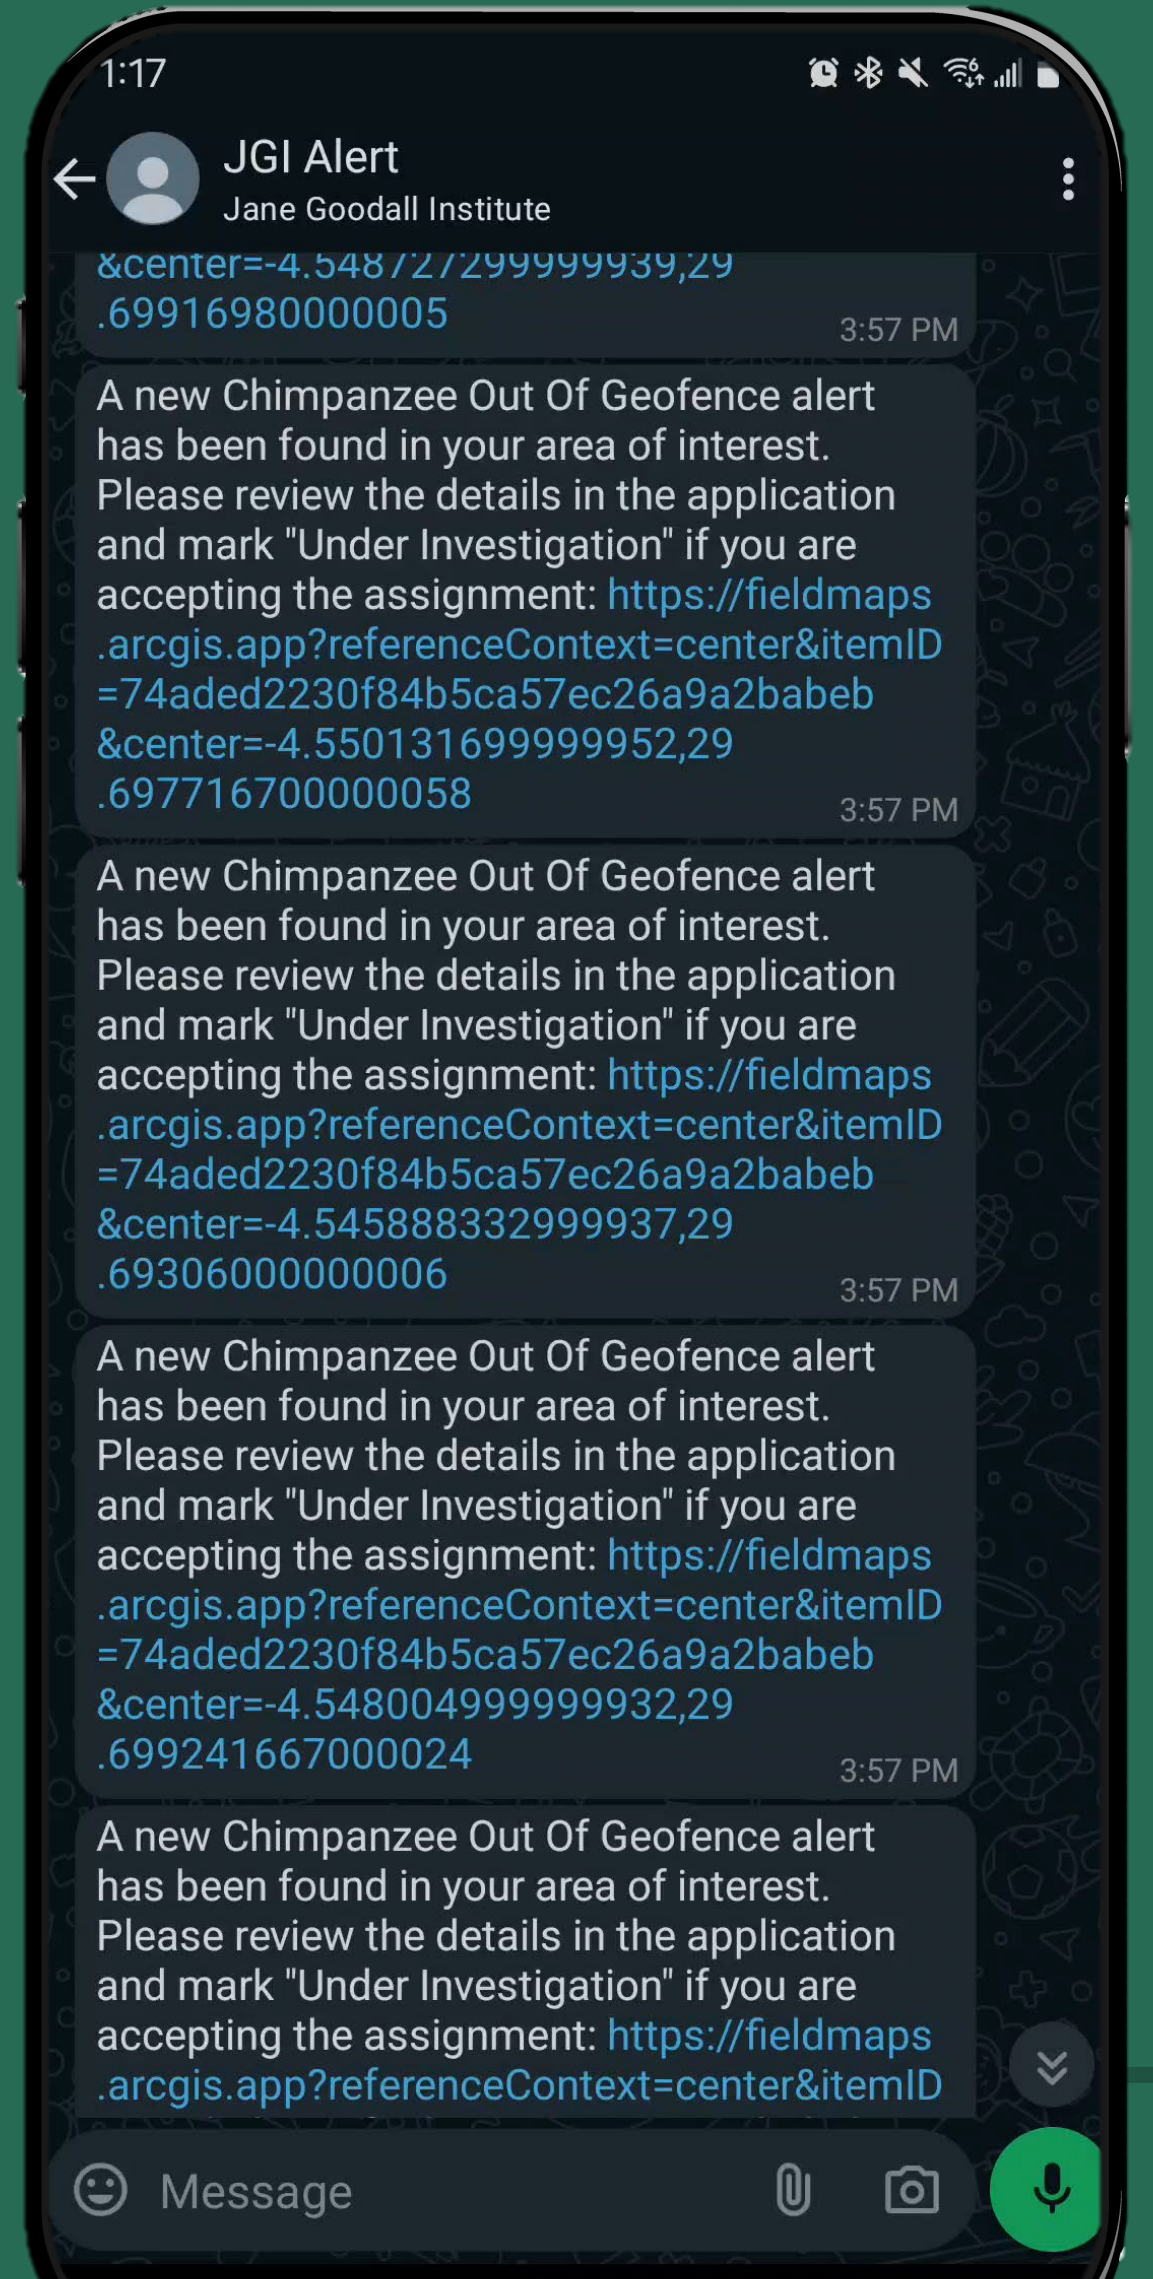 1:17
JGI Alert
Jane Goodall Institute
&center=-4.548727299999939,29
.69916980000005
3:57 PM
A new Chimpanzee Out Of Geofence alert
has been found in your area of interest.
Please review the details in the application
and mark "Under Investigation" if you are
accepting the assignment: https://fieldmaps
.arcgis.app?referenceContext=center&itemID
=74aded2230f84b5ca57ec26a9a2babeb
&center=-4.550131699999952,29
.697716700000058
3:57 PM
A new Chimpanzee Out Of Geofence alert
has been found in your area of interest.
Please review the details in the application
and mark "Under Investigation" if you are
accepting the assignment: https://fieldmaps
.arcgis.app?referenceContext=center&itemID
=74aded2230f84b5ca57ec26a9a2babeb
&center=-4.545888332999937,29
.69306000000006
3:57 PM
A new Chimpanzee Out Of Geofence alert
has been found in your area of interest.
Please review the details in the application
and mark "Under Investigation" if you are
accepting the assignment: https://fieldmaps
.arcgis.app?referenceContext=center&itemID
=74aded2230f84b5ca57ec26a9a2babeb
&center=-4.548004999999932,29
.699241667000024
3:57 PM
A new Chimpanzee Out Of Geofence alert
has been found in your area of interest.
Please review the details in the application
and mark "Under Investigation" if you are
accepting the assignment: https://fieldmaps
.arcgis.app?referenceContext=center&itemID
Message